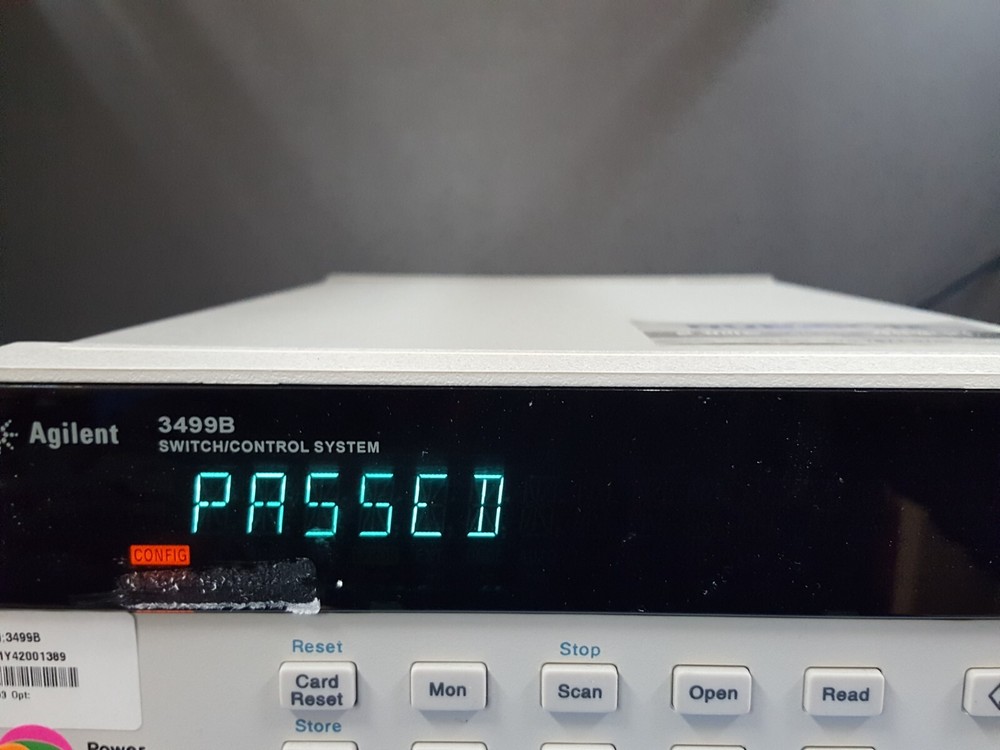 Agilent
3499B
SWITCH/CONTROL SYSTEM
PASSED
CONFIG
:3499B
MY42001389
Opt:
Reset
Stop
Card Reset
Mon
Scan
Open
Read
Store
Power